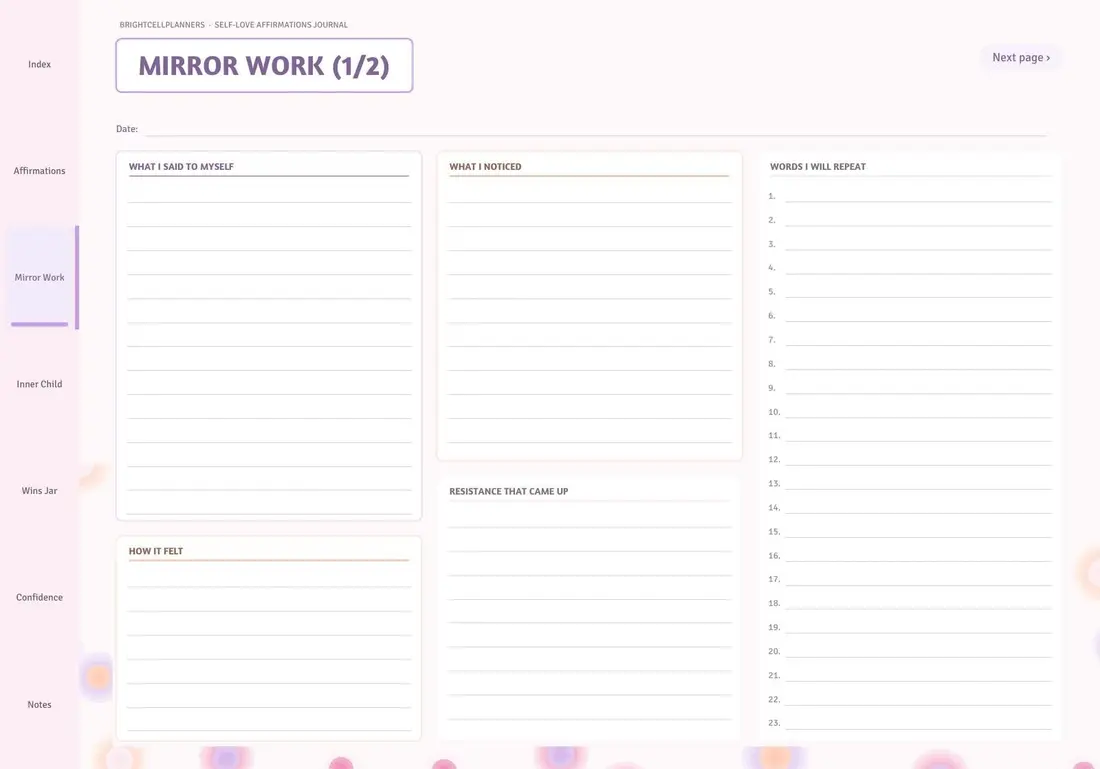 BRIGHTCELLPLANNERS · SELF-LOVE AFFIRMATIONS JOURNAL
MIRROR WORK (1/2)
Next page ›
Index
Affirmations
Mirror Work
Inner Child
Wins Jar
Confidence
Notes
Date:
WHAT I SAID TO MYSELF
HOW IT FELT
WHAT I NOTICED
RESISTANCE THAT CAME UP
WORDS I WILL REPEAT
1.
2.
3.
4.
5.
6.
7.
8.
9.
10.
11.
12.
13.
14.
15.
16.
17.
18.
19.
20.
21.
22.
23.